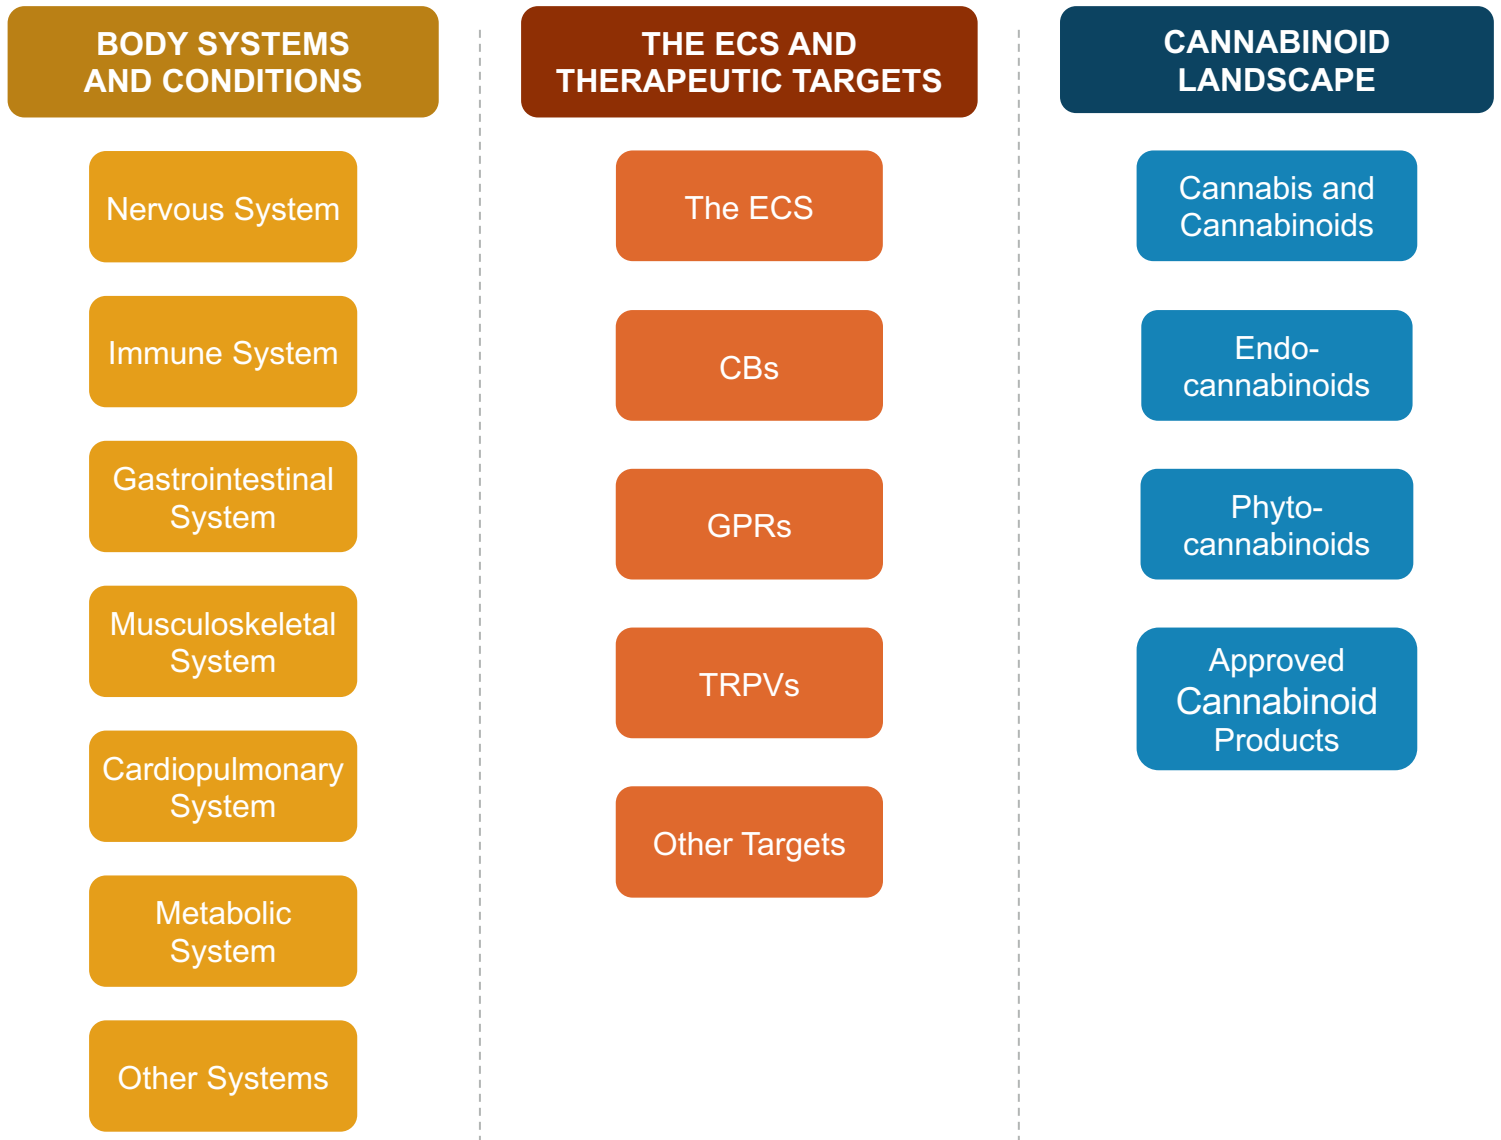 BODY SYSTEMS
AND CONDITIONS
Nervous System
Immune System
Gastrointestinal
System
Musculoskeletal
System
Cardiopulmonary
System
Metabolic
System
Other Systems
THE ECS AND
THERAPEUTIC TARGETS
The ECS
CBs
GPRs
TRPVs
Other Targets
CANNABINOID
LANDSCAPE
Cannabis and
Cannabinoids
Endo-
cannabinoids
Phyto-
cannabinoids
Approved
Cannabinoid
Products